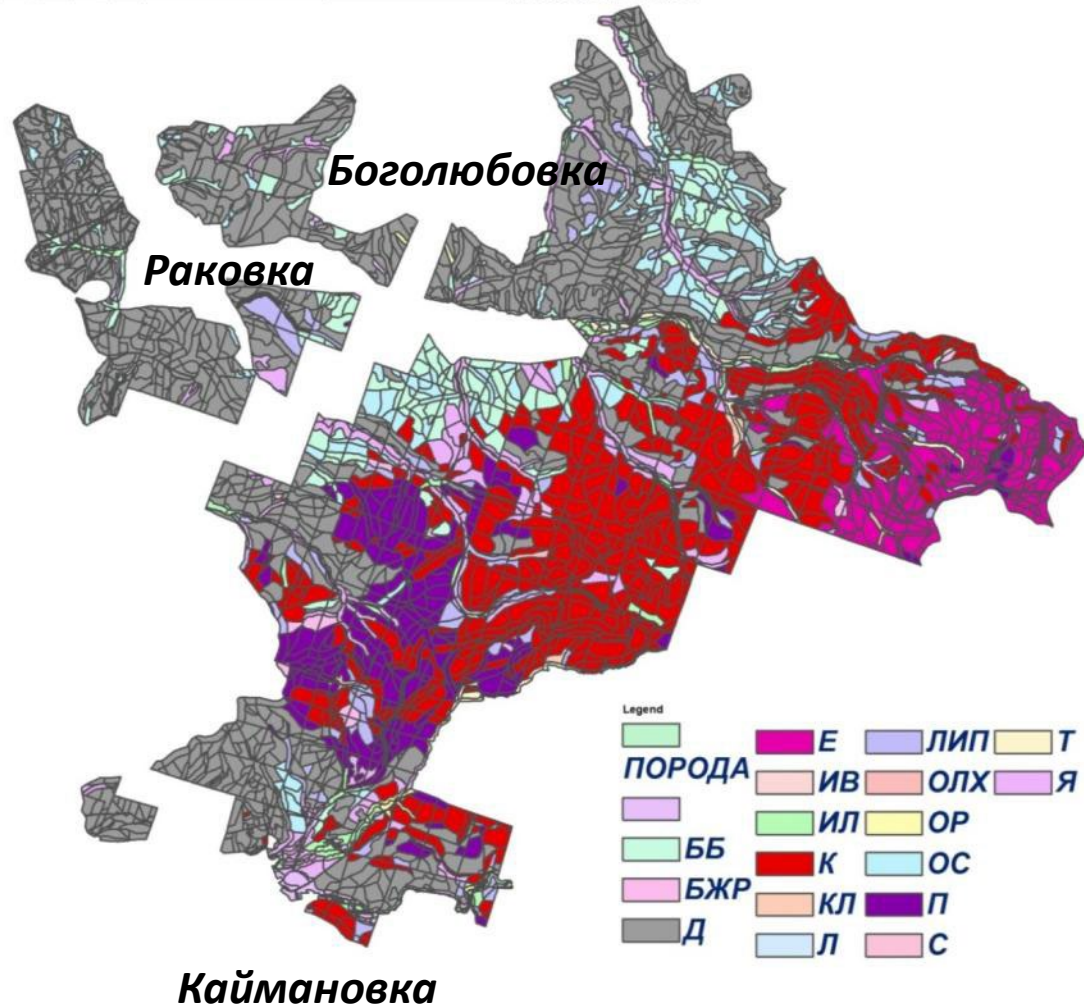 Боголюбовка
Раковка
Legend
ПОРОДА
ББ
БЖР
Д
Е
ИВ
ИЛ
К
КЛ
Л
ЛИП
ОЛХ
ОР
ОС
П
С
Т
Я
Каймановка